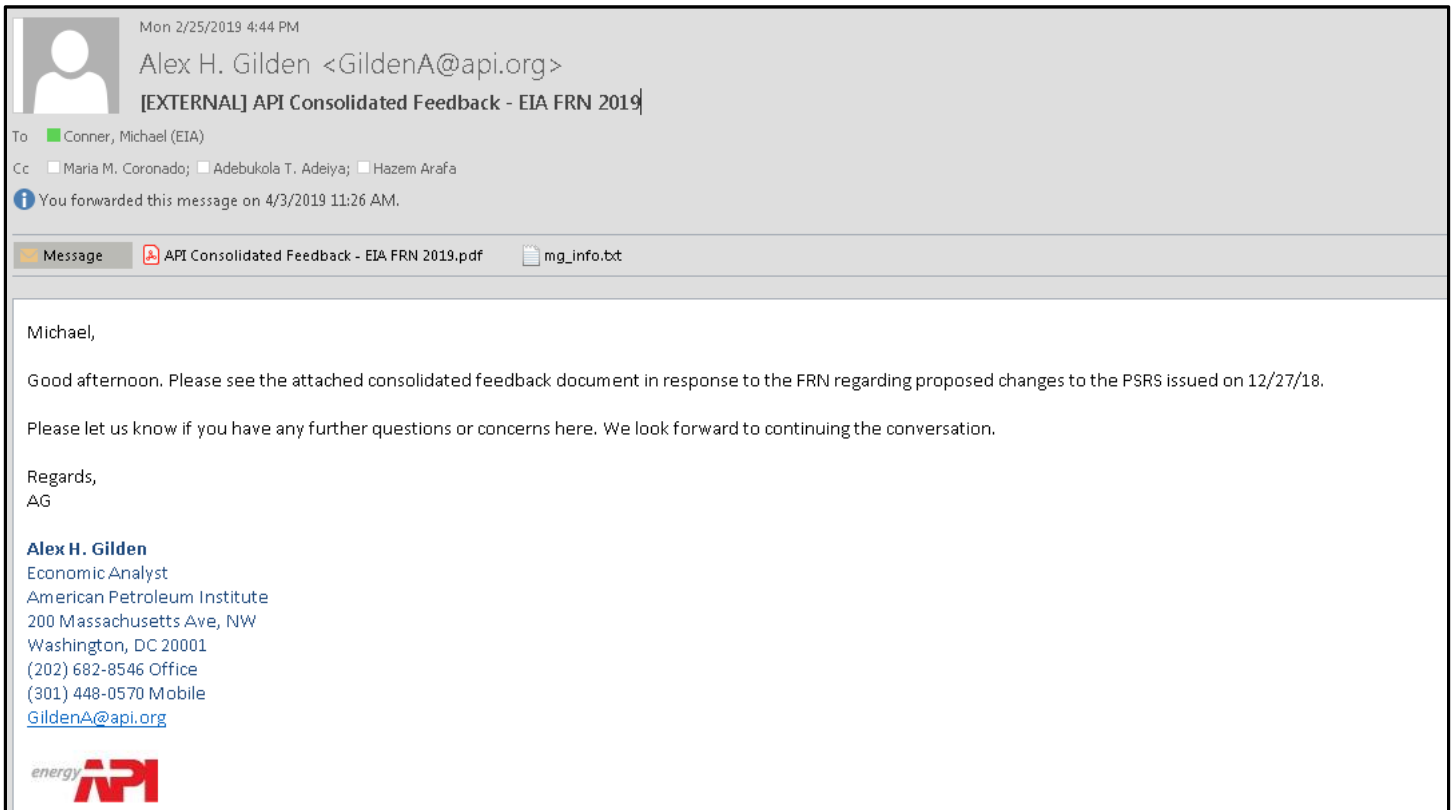 Mon 2/25/2019 4:44 PM
Alex H. Gilden <GildenA@api.org>
[EXTERNAL] API Consolidated Feedback - EIA FRN 2019
To Conner, Michael (EIA)
Cc Maria M. Coronado; Adebukola T. Adeiya; Hazem Arafa
You forwarded this message on 4/3/2019 11:26 AM.
Message API Consolidated Feedback - EIA FRN 2019.pdf mg_info.txt
Michael,
Good afternoon. Please see the attached consolidated feedback document in response to the FRN regarding proposed changes to the PSRS issued on 12/27/18.
Please let us know if you have any further questions or concerns here. We look forward to continuing the conversation.
Regards,
AG
Alex H. Gilden
Economic Analyst
American Petroleum Institute
200 Massachusetts Ave, NW
Washington, DC 20001
(202) 682-8546 Office
(301) 448-0570 Mobile
GildenA@api.org
energy API